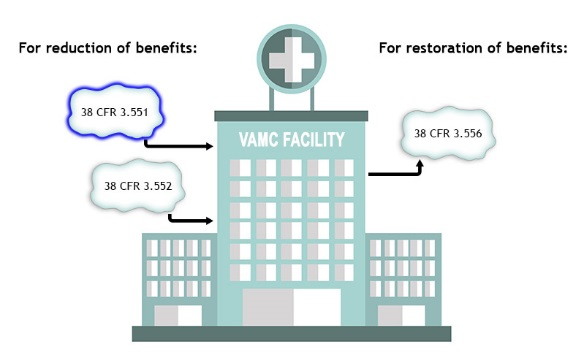 For reduction of benefits:
For restoration of benefits:
38 CFR 3.551
38 CFR 3.552
VAMC FACILITY
38 CFR 3.556